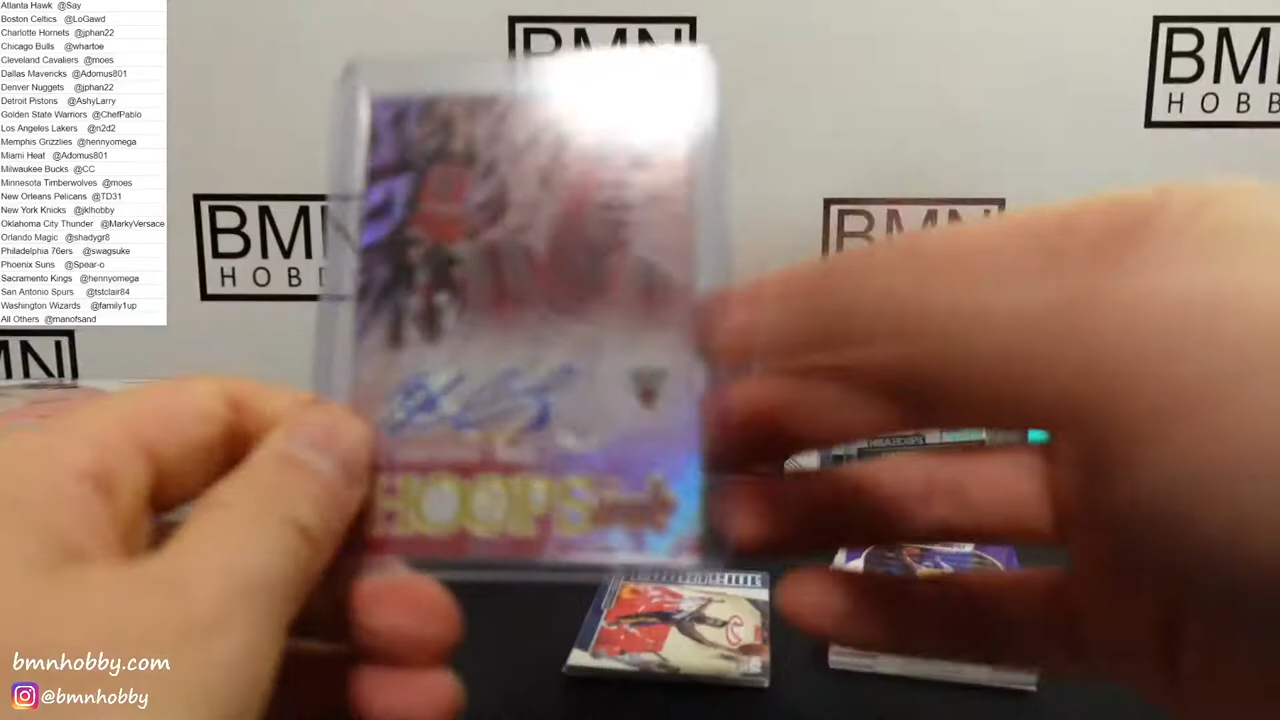 Atlanta Hawk @Say
Boston Celtics @LoGawd
Charlotte Hornets @jphan22
Chicago Bulls @whartoe
Cleveland Cavaliers @moes
Dallas Mavericks @Adomus801
Denver Nuggets @jphan22
Detroit Pistons @AshyLarry
Golden State Warriors @ChefPablo
Los Angeles Lakers @n2d2
Memphis Grizzlies @hennyomega
Miami Heat @Adomus801
Milwaukee Bucks @CC
Minnesota Timberwolves @moes
New Orleans Pelicans @TD31
New York Knicks @jklhobby
Oklahoma City Thunder @MarkyVersace
Orlando Magic @shadygr8
Philadelphia 76ers @swagsuke
Phoenix Suns @Spear-o
Sacramento Kings @hennyomega
San Antonio Spurs @tstclair84
Washington Wizards @family1up
All Others @manofsand
BMN
BMN
HOBB
BMN
HOBB
BMN
MN
HOOPS
bmnhobby.com
@bmnhobby